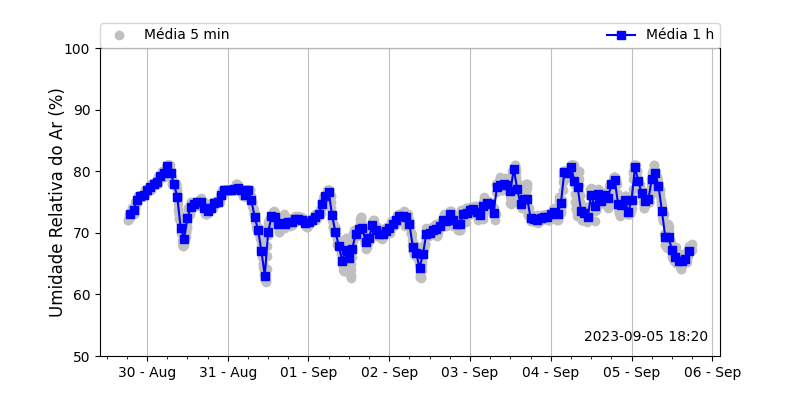 Média 5 min
Média 1 h
Umidade Relativa do Ar (%)
100
90
80
70
60
50
2023-09-05 18:20
30 - Aug
31 - Aug
01 - Sep
02 - Sep
03 - Sep
04 - Sep
05 - Sep
06 - Sep